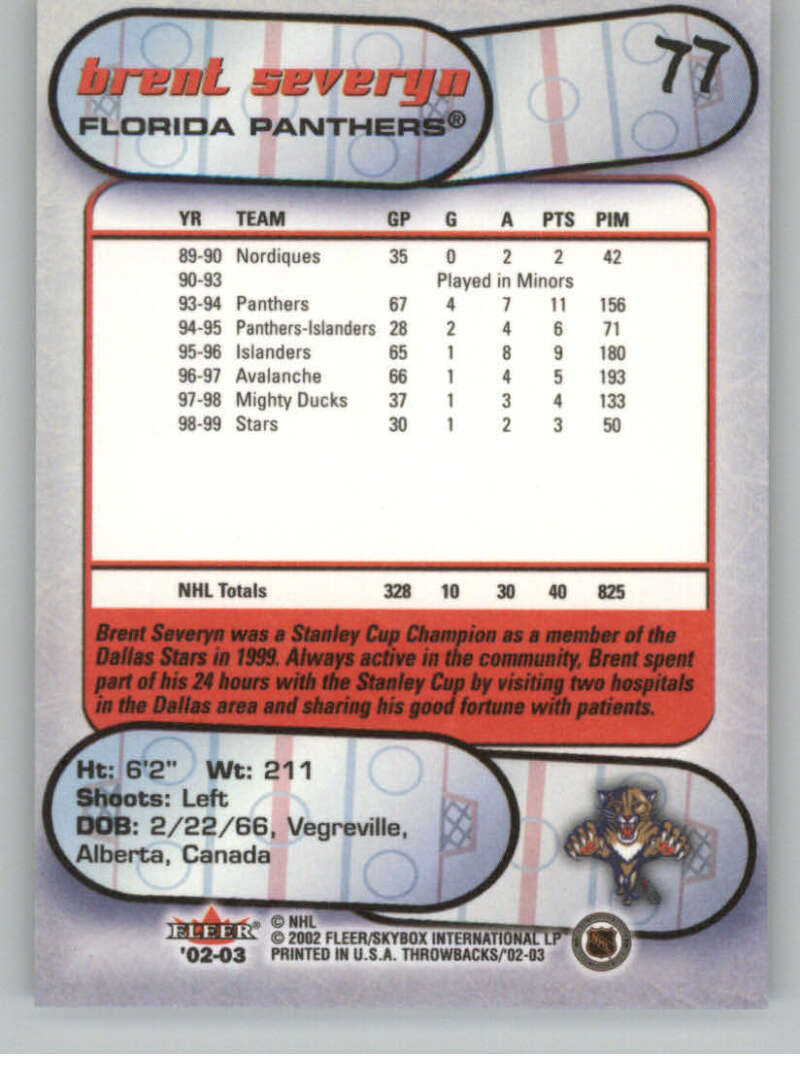 brent severyn
FLORIDA PANTHERS®
77
YR TEAM GP G A PTS PIM
89-90 Nordiques 35 0 2 2 42
90-93 Played in Minors
93-94 Panthers 67 4 7 11 156
94-95 Panthers-Islanders 28 2 4 6 71
95-96 Islanders 65 1 8 9 180
96-97 Avalanche 66 1 4 5 193
97-98 Mighty Ducks 37 1 3 4 133
98-99 Stars 30 1 2 3 50
NHL Totals 328 10 30 40 825
Brent Severyn was a Stanley Cup Champion as a member of the
Dallas Stars in 1999. Always active in the community, Brent spent
part of his 24 hours with the Stanley Cup by visiting two hospitals
in the Dallas area and sharing his good fortune with patients.
Ht: 6'2" Wt: 211
Shoots: Left
DOB: 2/22/66, Vegreville,
Alberta, Canada
FLEER®
'02-03
© NHL
© 2002 FLEER/SKYBOX INTERNATIONAL LP
PRINTED IN U.S.A. THROWBACKS/'02-03
NHL